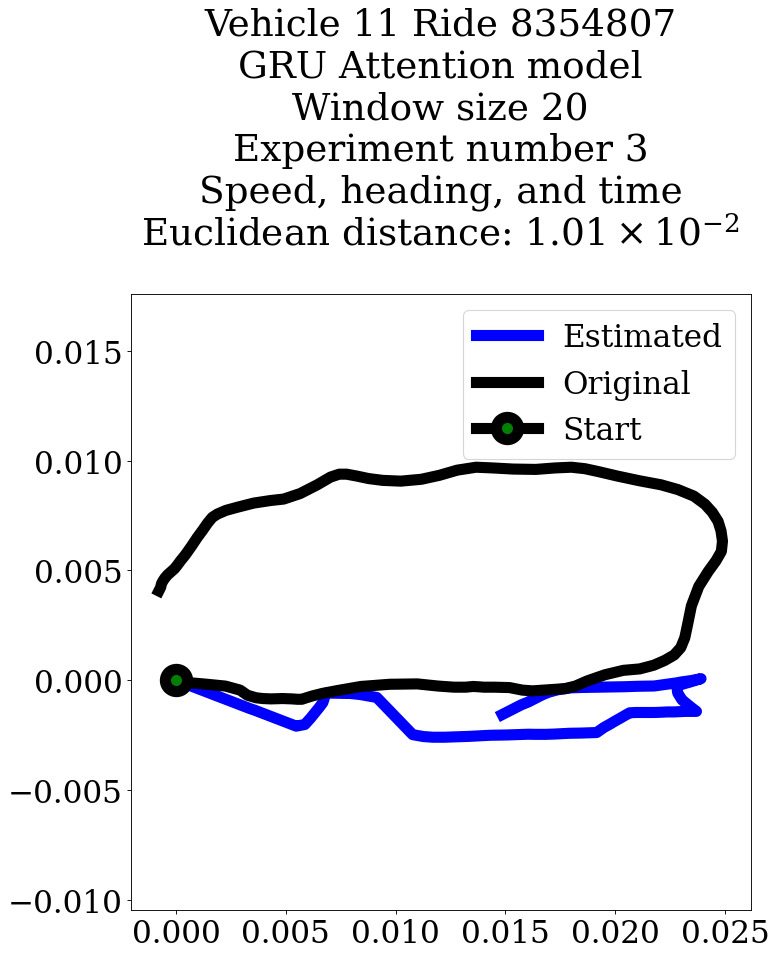 Vehicle 11 Ride 8354807
GRU Attention model
Window size 20
Experiment number 3
Speed, heading, and time
Euclidean distance: 1.01 × 10⁻²
Estimated
Original
Start
0.015
0.010
0.005
0.000
−0.005
−0.010
0.000 0.005 0.010 0.015 0.020 0.025